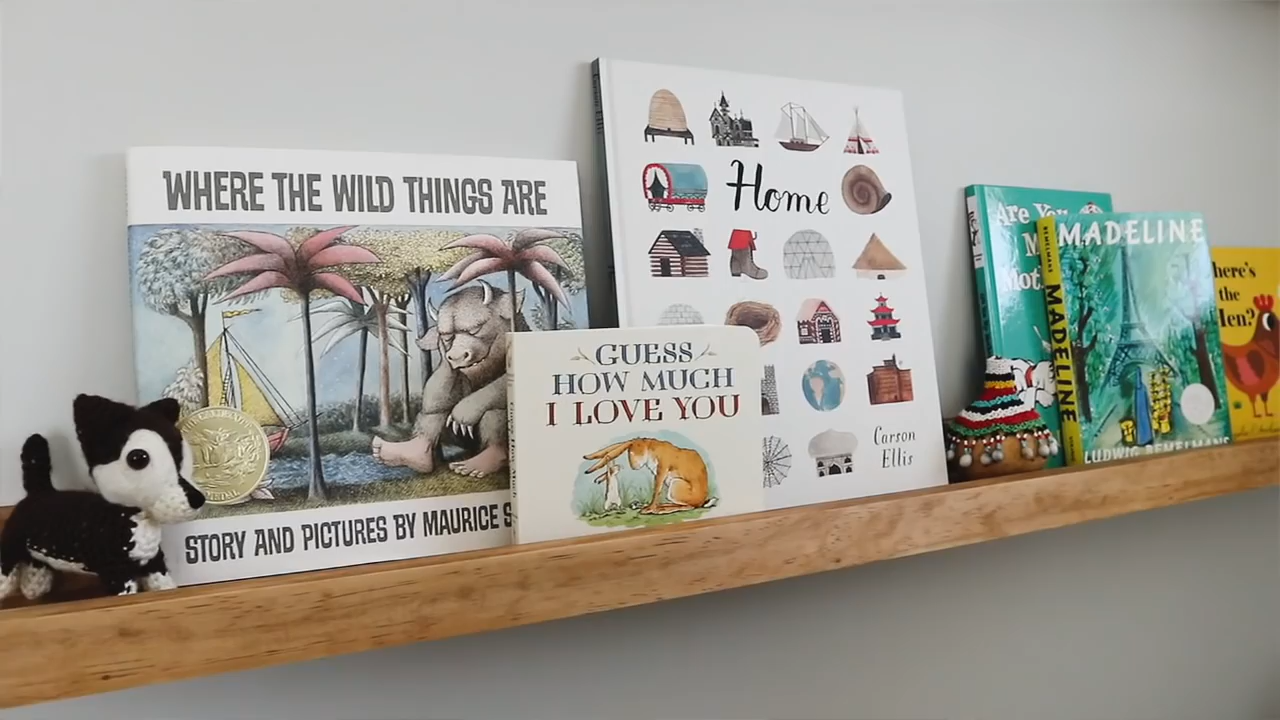 WHERE THE WILD THINGS ARE
STORY AND PICTURES BY MAURICE
GUESS
HOW MUCH
I LOVE YOU
Home
Carson
Ellis
Are You
MADELINE
BEMELMANS
MADELINE
LUDWIG BEMELMANS
the